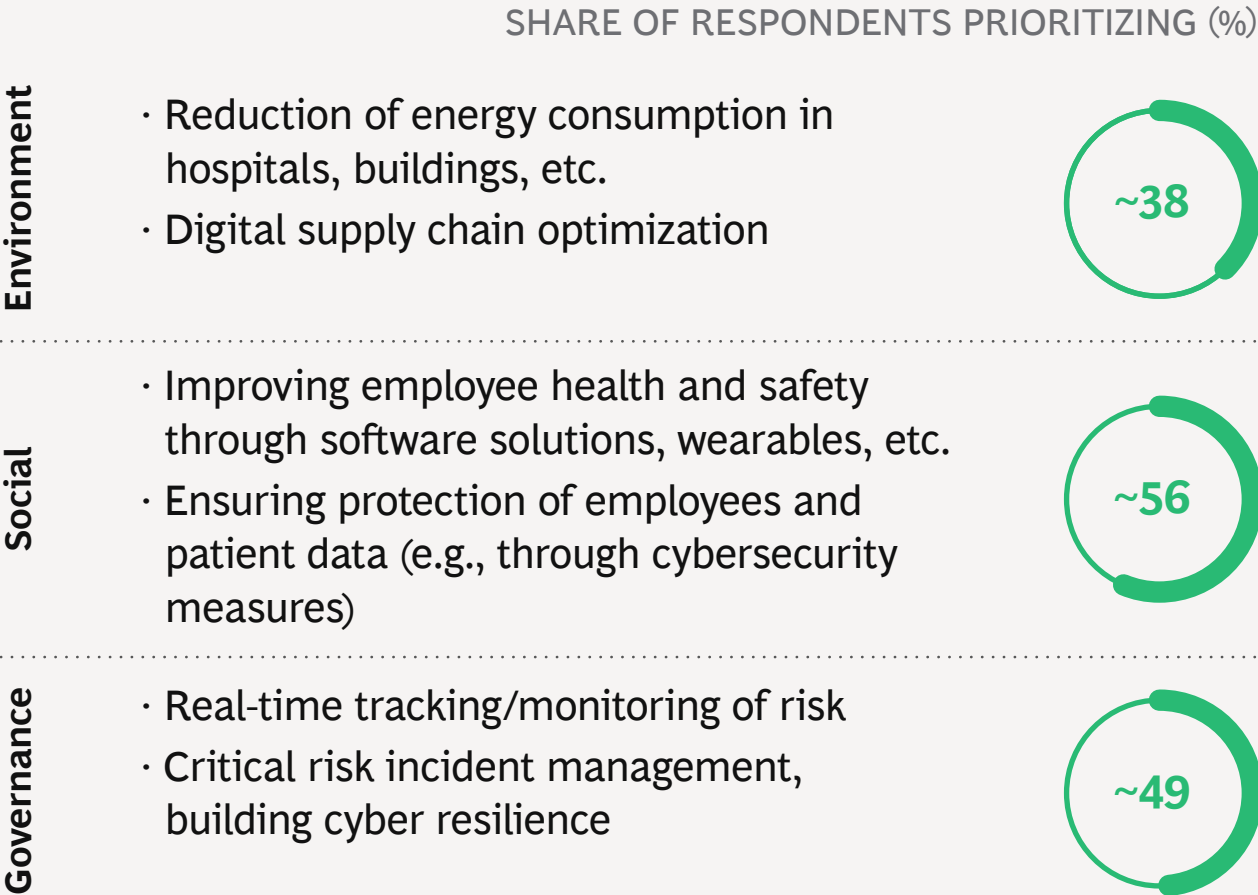 SHARE OF RESPONDENTS PRIORITIZING (%)
Environment
· Reduction of energy consumption in
hospitals, buildings, etc.
· Digital supply chain optimization
~38
Social
· Improving employee health and safety
through software solutions, wearables, etc.
· Ensuring protection of employees and
patient data (e.g., through cybersecurity
measures)
~56
Governance
· Real-time tracking/monitoring of risk
· Critical risk incident management,
building cyber resilience
~49